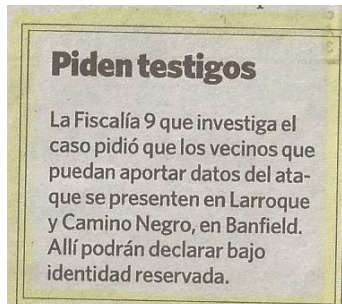 Piden testigos
La Fiscalía 9 que investiga el
caso pidió que los vecinos que
puedan aportar datos del ata-
que se presenten en Larroque
y Camino Negro, en Banfield.
Allí podrán declarar bajo
identidad reservada.